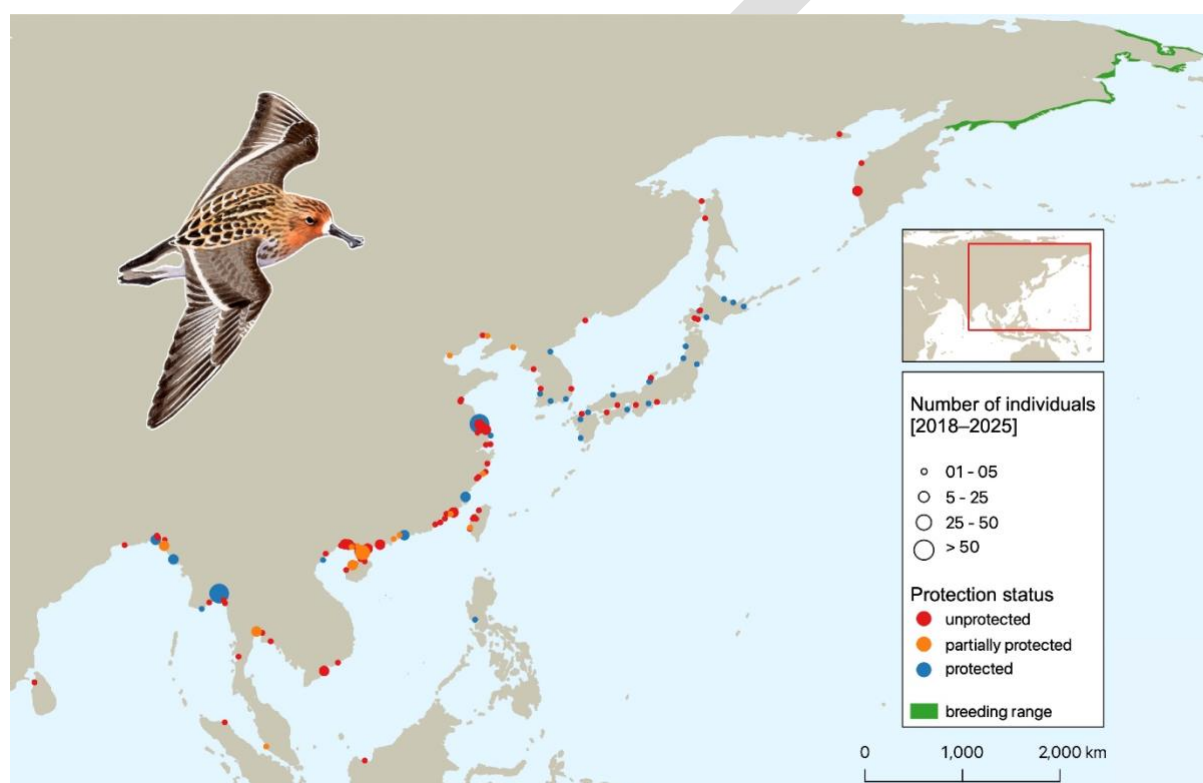 Number of individuals
[2018–2025]
01 - 05
5 - 25
25 - 50
> 50
Protection status
unprotected
partially protected
protected
breeding range
0 1,000 2,000 km